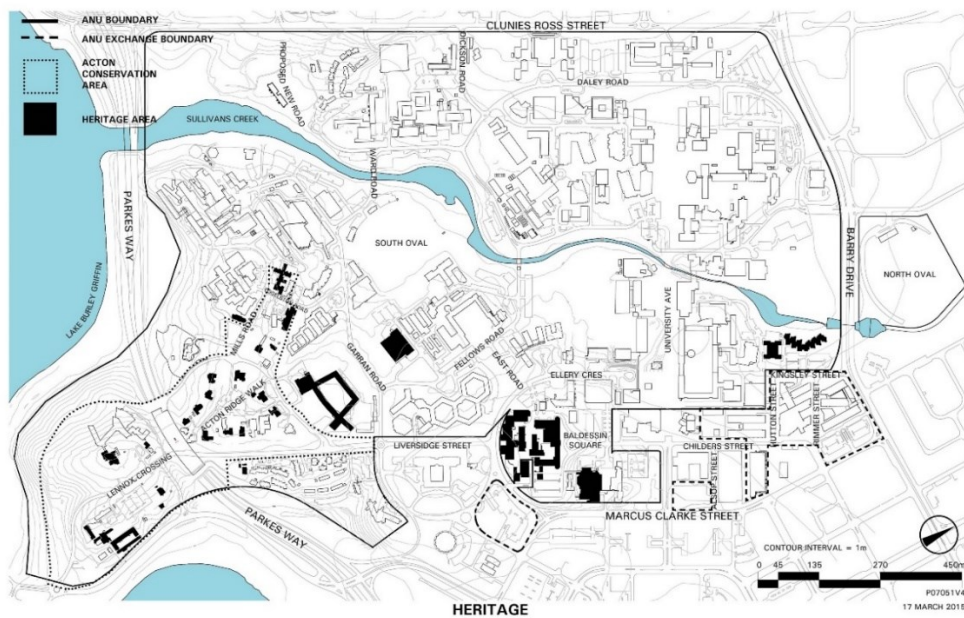 ANU BOUNDARY
ANU EXCHANGE BOUNDARY
ACTON
CONSERVATION
AREA
HERITAGE AREA
CLUNIES ROSS STREET
PROPOSED
NEW ROAD
DICKSON ROAD
DALEY ROAD
SULLIVANS CREEK
WARD ROAD
PARKES WAY
SOUTH OVAL
BARRY DRIVE
NORTH OVAL
LAKE BURLEY GRIFFIN
MILLS ROAD
GARRAN ROAD
FELLOWS ROAD
EAST ROAD
UNIVERSITY AVE
ELLERY CRES
KINGSLEY STREET
HUTTON STREET
RIMMER STREET
ACTON RIDGE WALK
LIVERSIDGE STREET
BALDESSIN
SQUARE
CHILDERS STREET
LENNOX CROSSING
PARKES WAY
MARCUS CLARKE STREET
CONTOUR INTERVAL = 1m
0 45 135 270 450m
P07051V4
17 MARCH 2015
HERITAGE